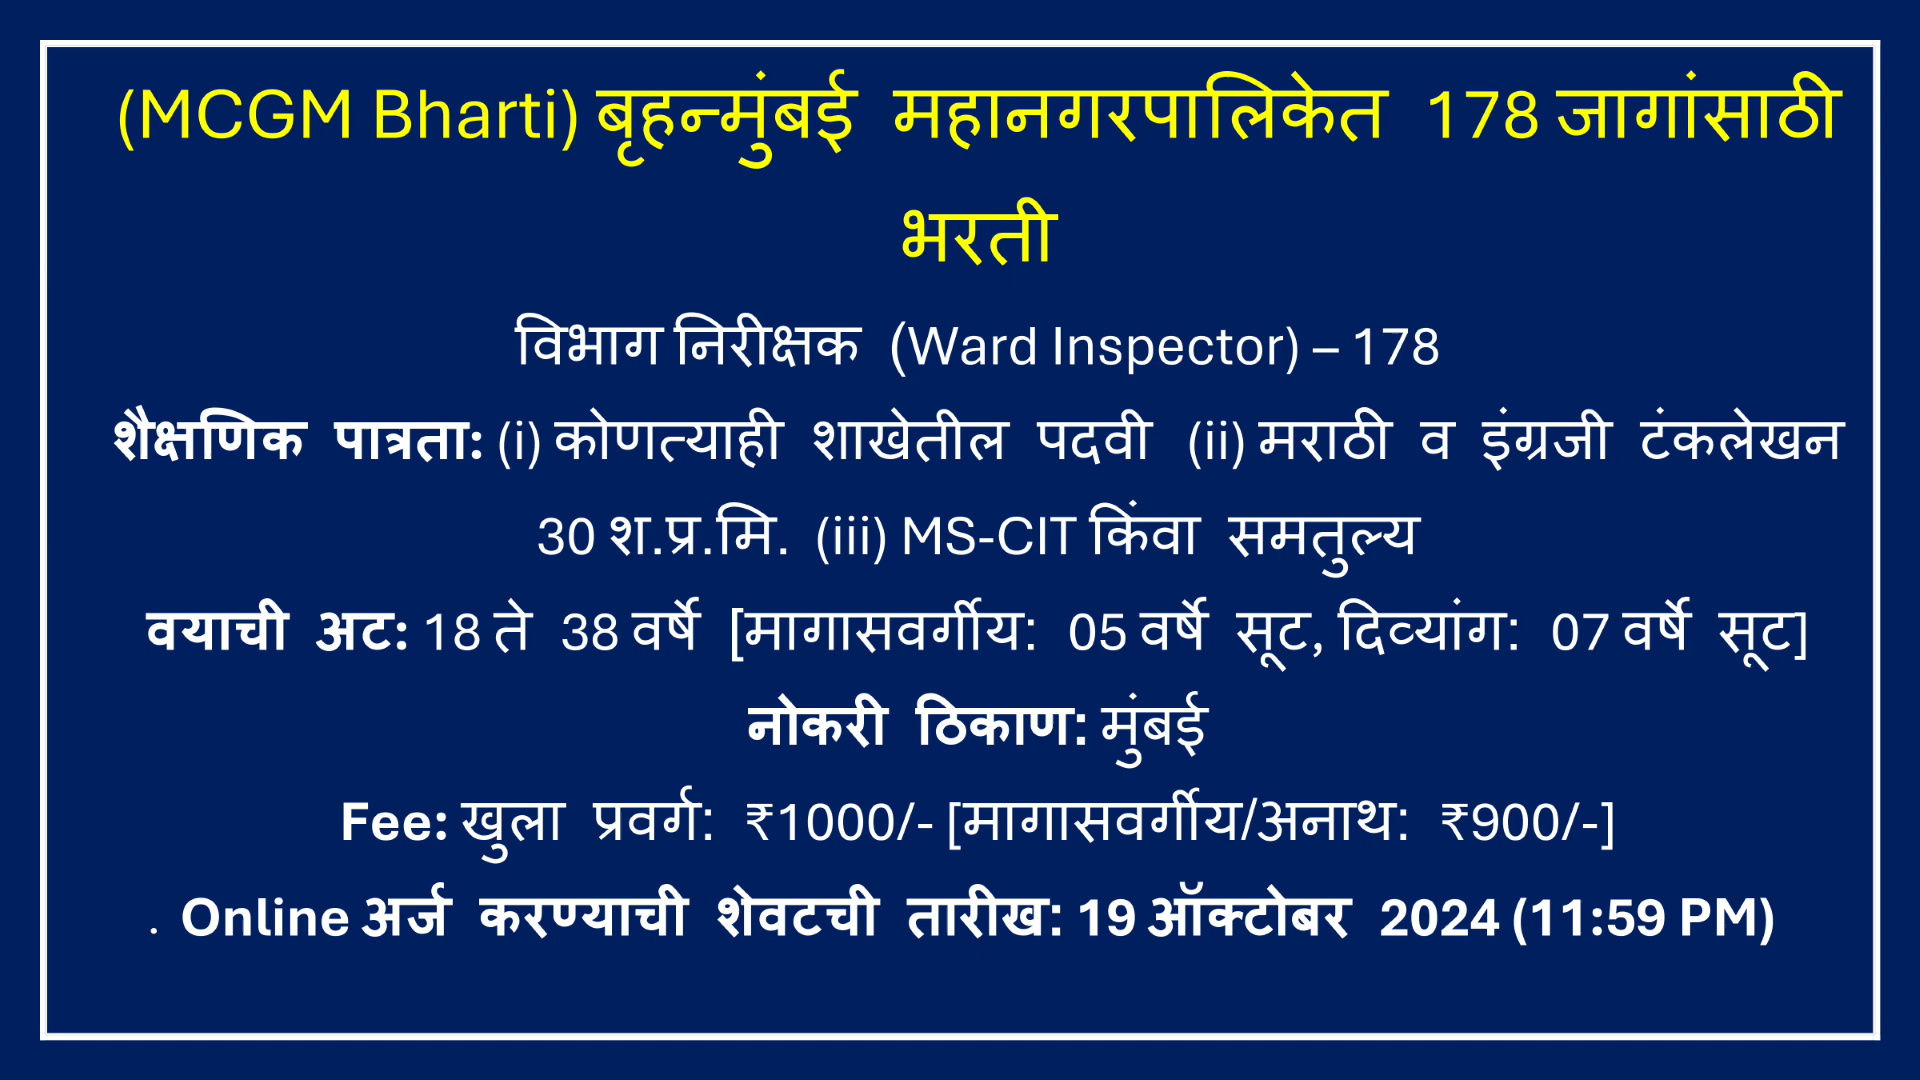 (MCGM Bharti) बृहन्मुंबई महानगरपालिकेत 178 जागांसाठी
भरती
विभाग निरीक्षक (Ward Inspector) – 178
शैक्षणिक पात्रता: (i) कोणत्याही शाखेतील पदवी (ii) मराठी व इंग्रजी टंकलेखन
30 श.प्र.मि. (iii) MS-CIT किंवा समतुल्य
वयाची अट: 18 ते 38 वर्षे [मागासवर्गीय: 05 वर्षे सूट, दिव्यांग: 07 वर्षे सूट]
नोकरी ठिकाण: मुंबई
Fee: खुला प्रवर्ग: ₹1000/- [मागासवर्गीय/अनाथ: ₹900/-]
. Online अर्ज करण्याची शेवटची तारीख: 19 ऑक्टोबर 2024 (11:59 PM)